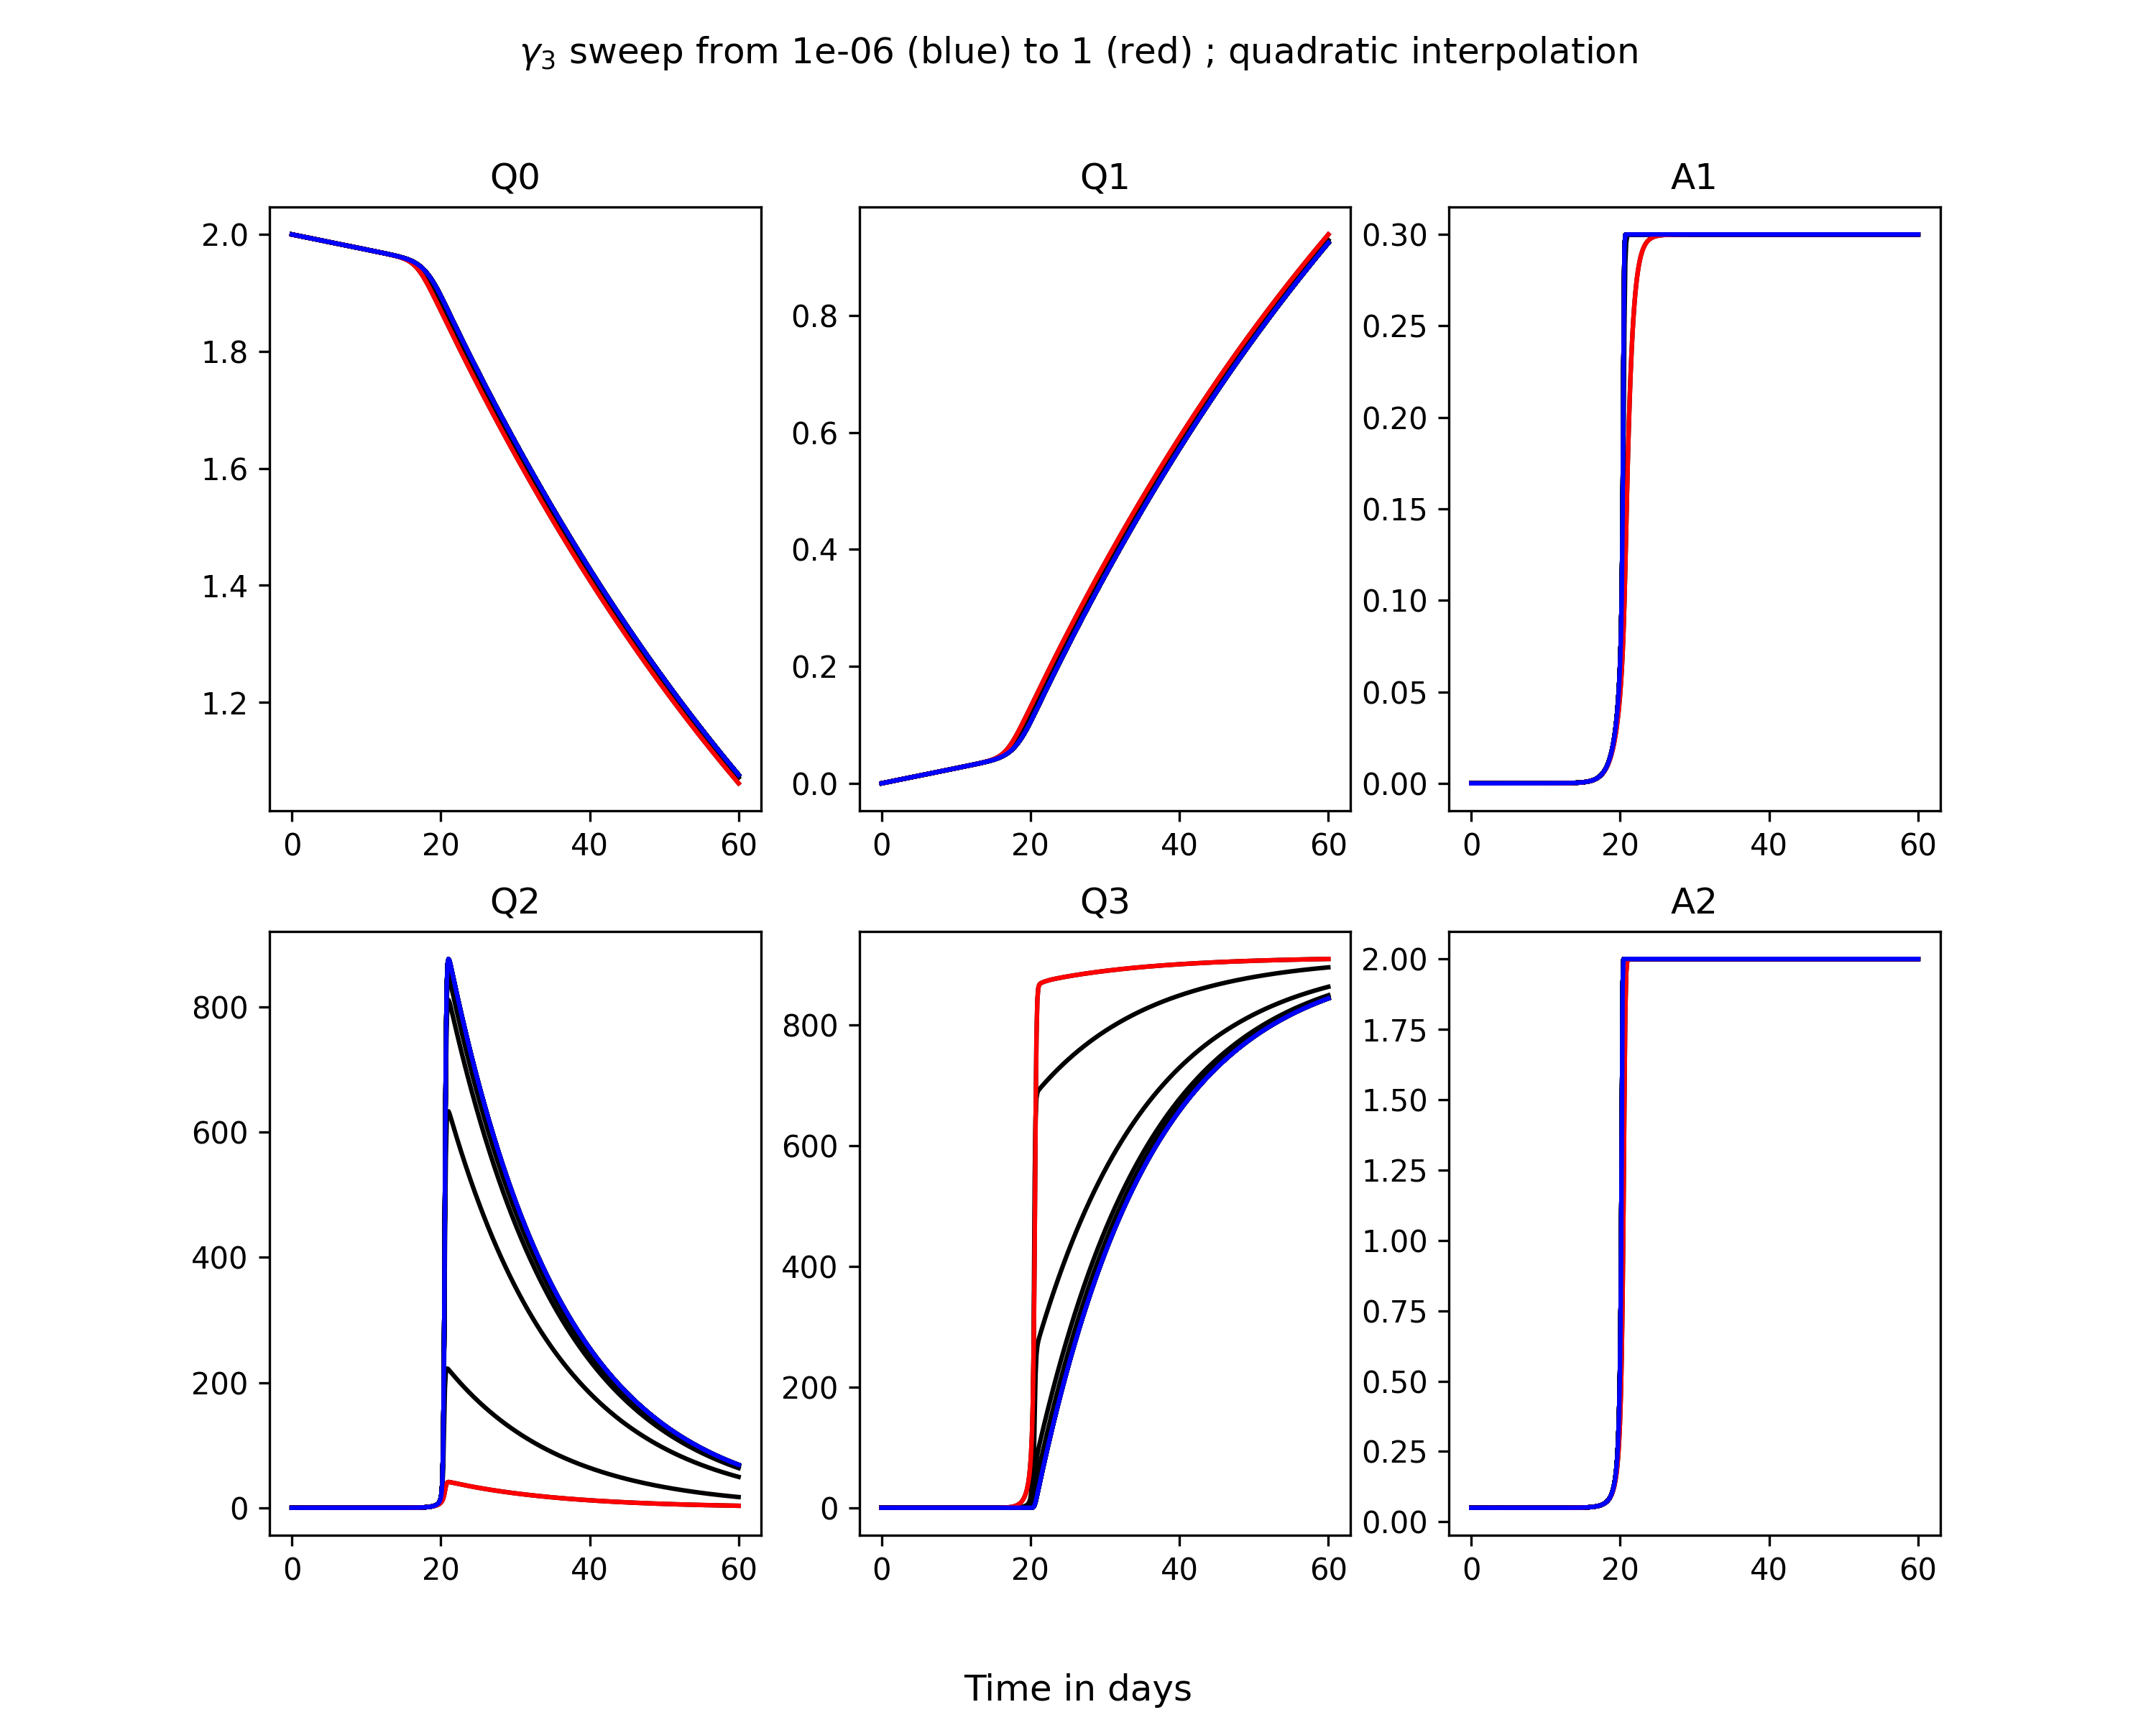 γ3 sweep from 1e-06 (blue) to 1 (red) ; quadratic interpolation
Q0
2.0
1.8
1.6
1.4
1.2
0 20 40 60
Q1
0.8
0.6
0.4
0.2
0.0
0 20 40 60
A1
0.30
0.25
0.20
0.15
0.10
0.05
0.00
0 20 40 60
Q2
800
600
400
200
0
0 20 40 60
Q3
800
600
400
200
0
0 20 40 60
A2
2.00
1.75
1.50
1.25
1.00
0.75
0.50
0.25
0.00
0 20 40 60
Time in days